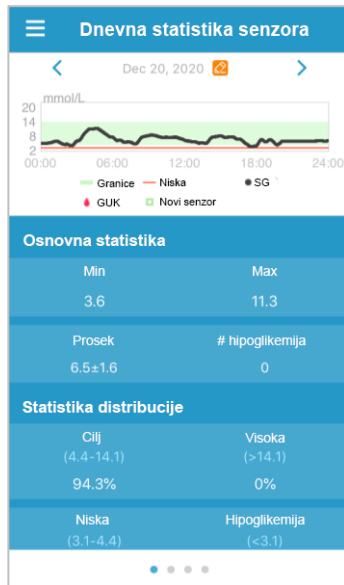 Dnevna statistika senzora
Dec 20, 2020
mmol/L
20
14
8
2
00:00 06:00 12:00 18:00 24:00
Granice Niska SG
GUK Novi senzor
Osnovna statistika
Min Max
3.6 11.3
Prosek # hipoglikemija
6.5±1.6 0
Statistika distribucije
Cilj Visoka
(4.4-14.1) (>14.1)
94.3% 0%
Niska Hipoglikemija
(3.1-4.4) (<3.1)